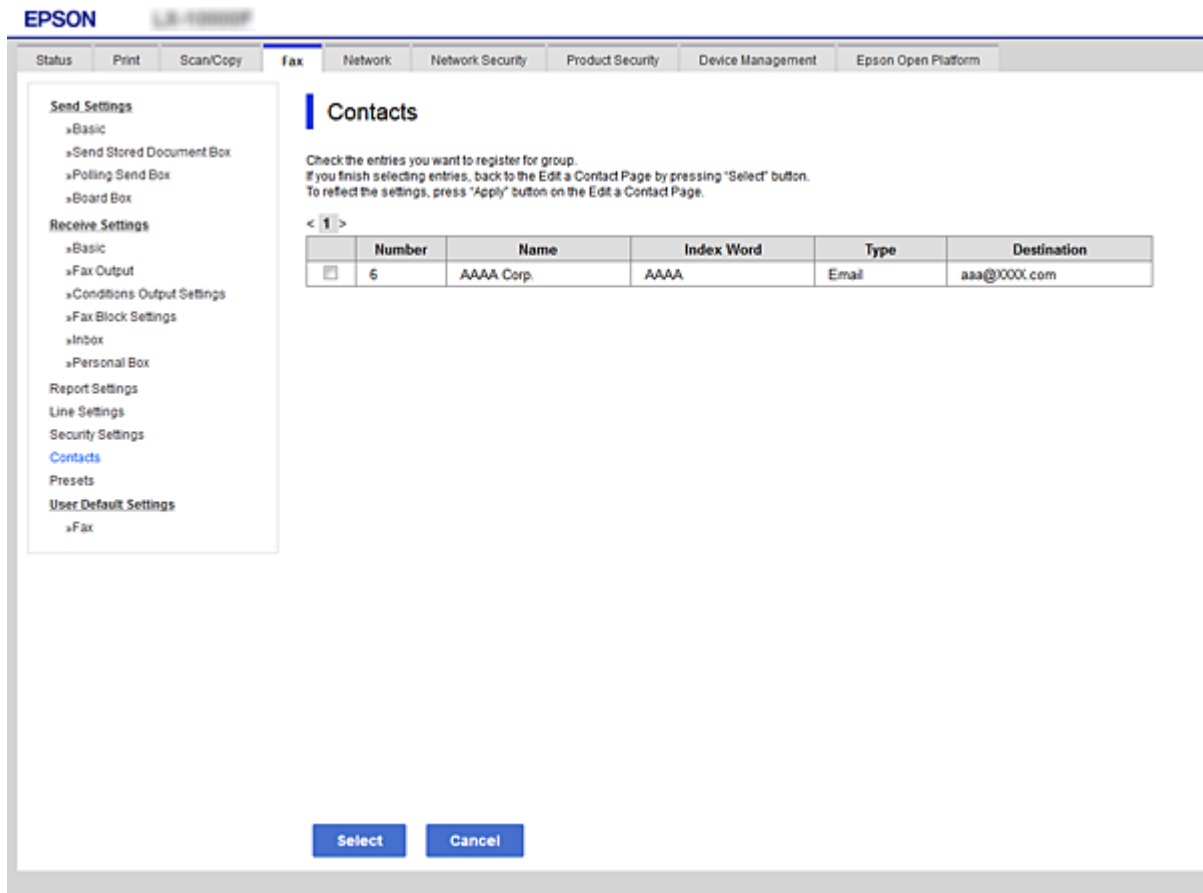 EPSON
Status Print Scan/Copy Fax Network Network Security Product Security Device Management Epson Open Platform
Send Settings
»Basic
»Send Stored Document Box
»Polling Send Box
»Board Box
Receive Settings
»Basic
»Fax Output
»Conditions Output Settings
»Fax Block Settings
»Inbox
»Personal Box
Report Settings
Line Settings
Security Settings
Contacts
Presets
User Default Settings
»Fax
Contacts
Check the entries you want to register for group.
If you finish selecting entries, back to the Edit a Contact Page by pressing "Select" button.
To reflect the settings, press "Apply" button on the Edit a Contact Page.
< 1 >
Number Name Index Word Type Destination
6 AAAA Corp. AAAA Email aaa@XXXX.com
Select Cancel